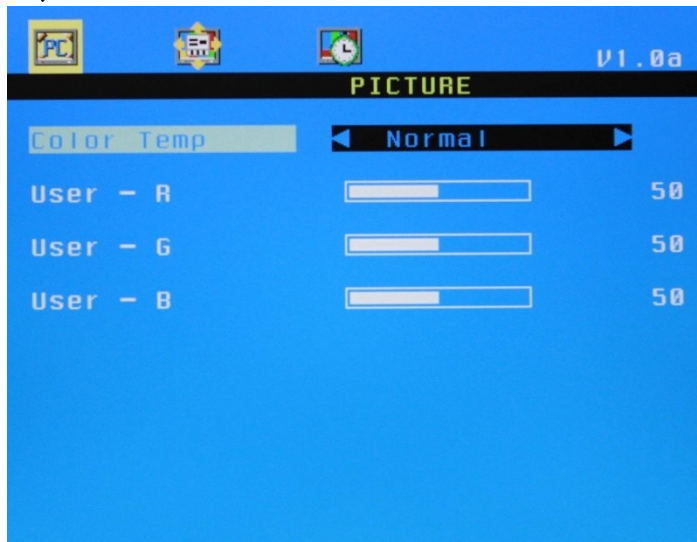 PC
V1.0a
PICTURE
Color Temp Normal
User - R 50
User - G 50
User - B 50